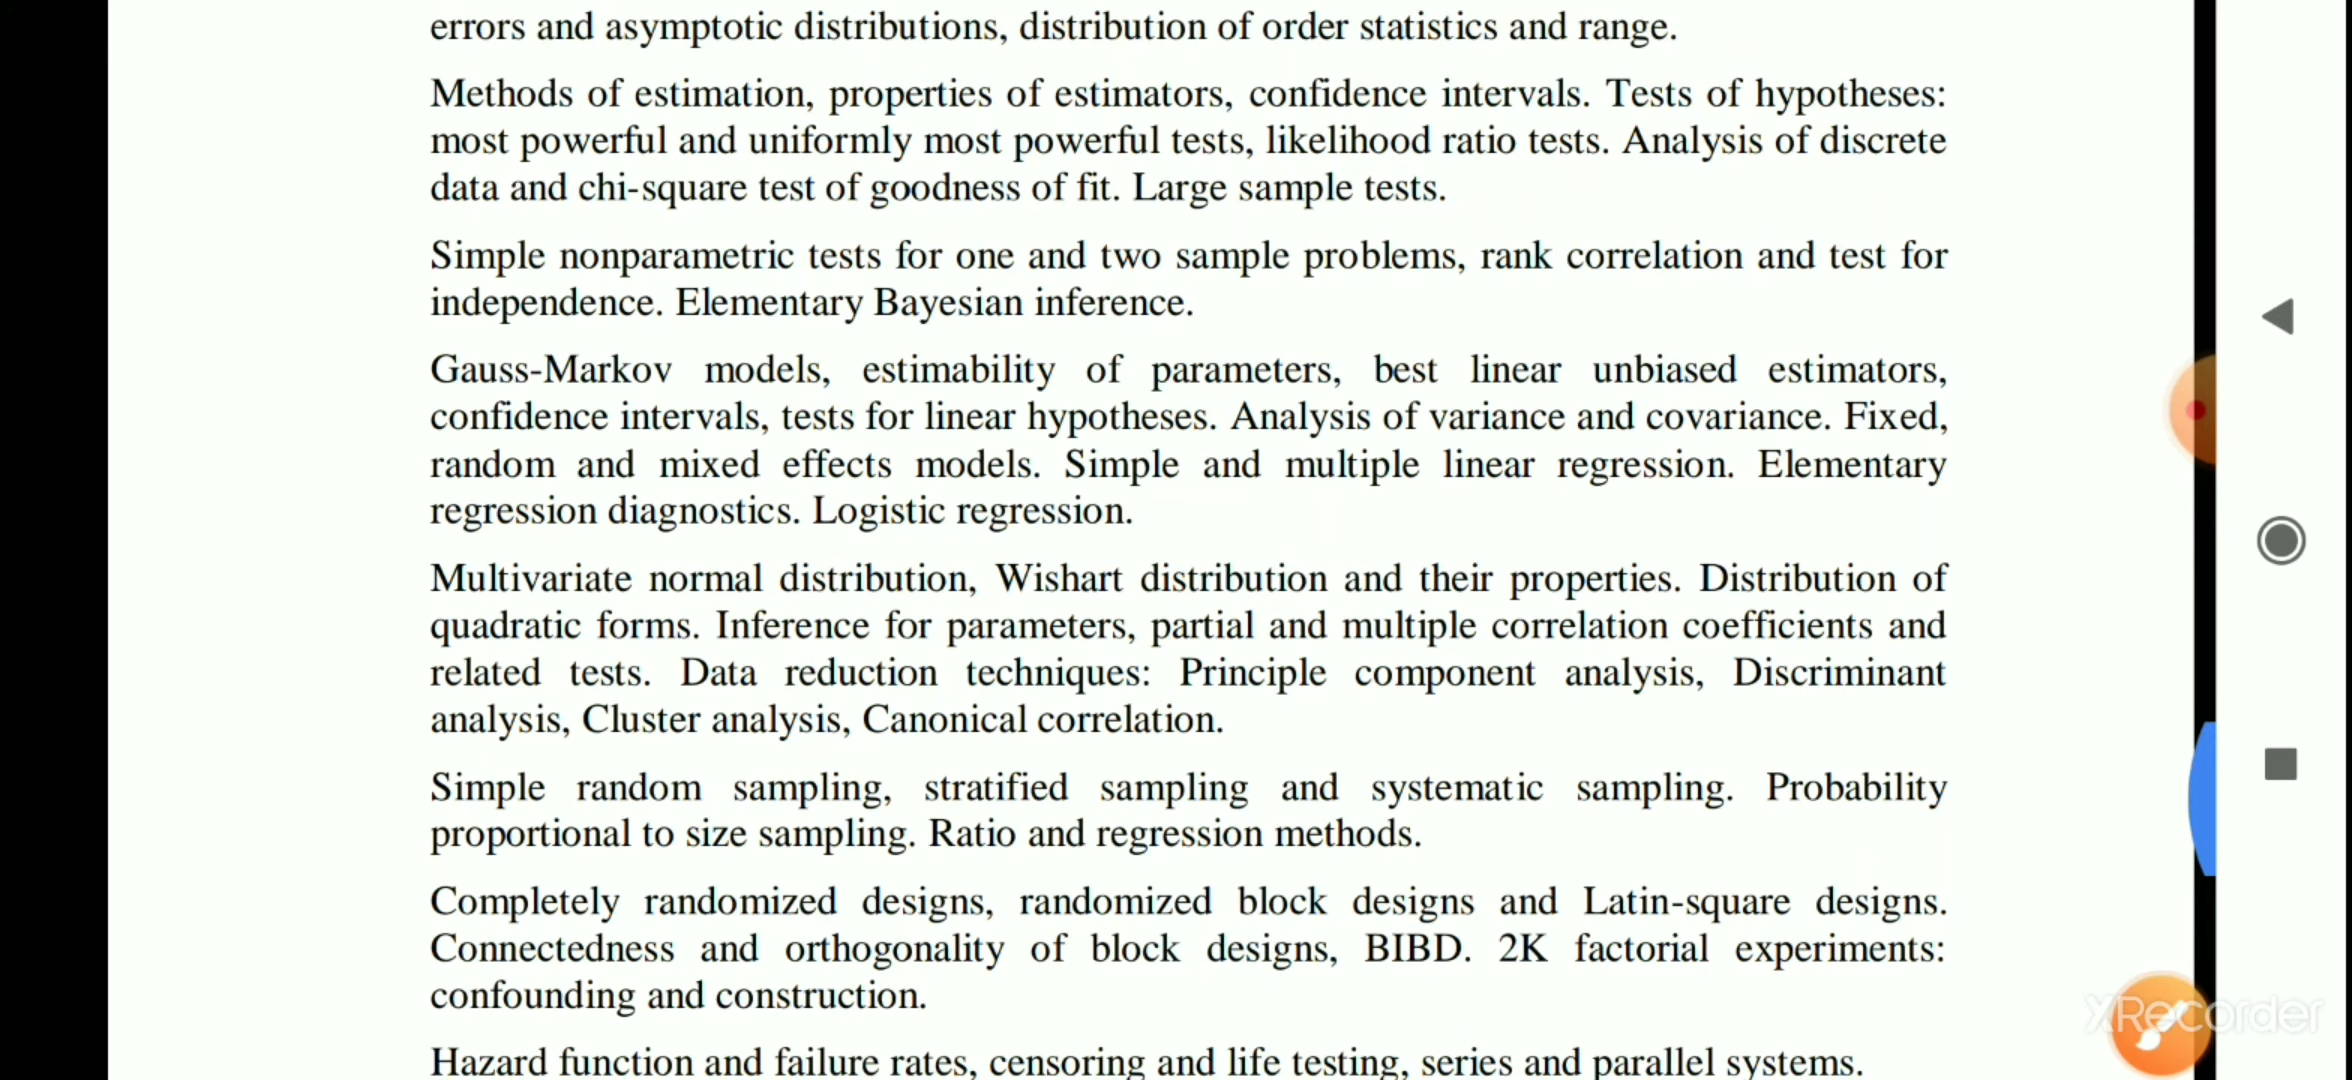 errors and asymptotic distributions, distribution of order statistics and range.
Methods of estimation, properties of estimators, confidence intervals. Tests of hypotheses:
most powerful and uniformly most powerful tests, likelihood ratio tests. Analysis of discrete
data and chi-square test of goodness of fit. Large sample tests.
Simple nonparametric tests for one and two sample problems, rank correlation and test for
independence. Elementary Bayesian inference.
Gauss-Markov models, estimability of parameters, best linear unbiased estimators,
confidence intervals, tests for linear hypotheses. Analysis of variance and covariance. Fixed,
random and mixed effects models. Simple and multiple linear regression. Elementary
regression diagnostics. Logistic regression.
Multivariate normal distribution, Wishart distribution and their properties. Distribution of
quadratic forms. Inference for parameters, partial and multiple correlation coefficients and
related tests. Data reduction techniques: Principle component analysis, Discriminant
analysis, Cluster analysis, Canonical correlation.
Simple random sampling, stratified sampling and systematic sampling. Probability
proportional to size sampling. Ratio and regression methods.
Completely randomized designs, randomized block designs and Latin-square designs.
Connectedness and orthogonality of block designs, BIBD. 2K factorial experiments:
confounding and construction.
Hazard function and failure rates, censoring and life testing, series and parallel systems.
XRecorder